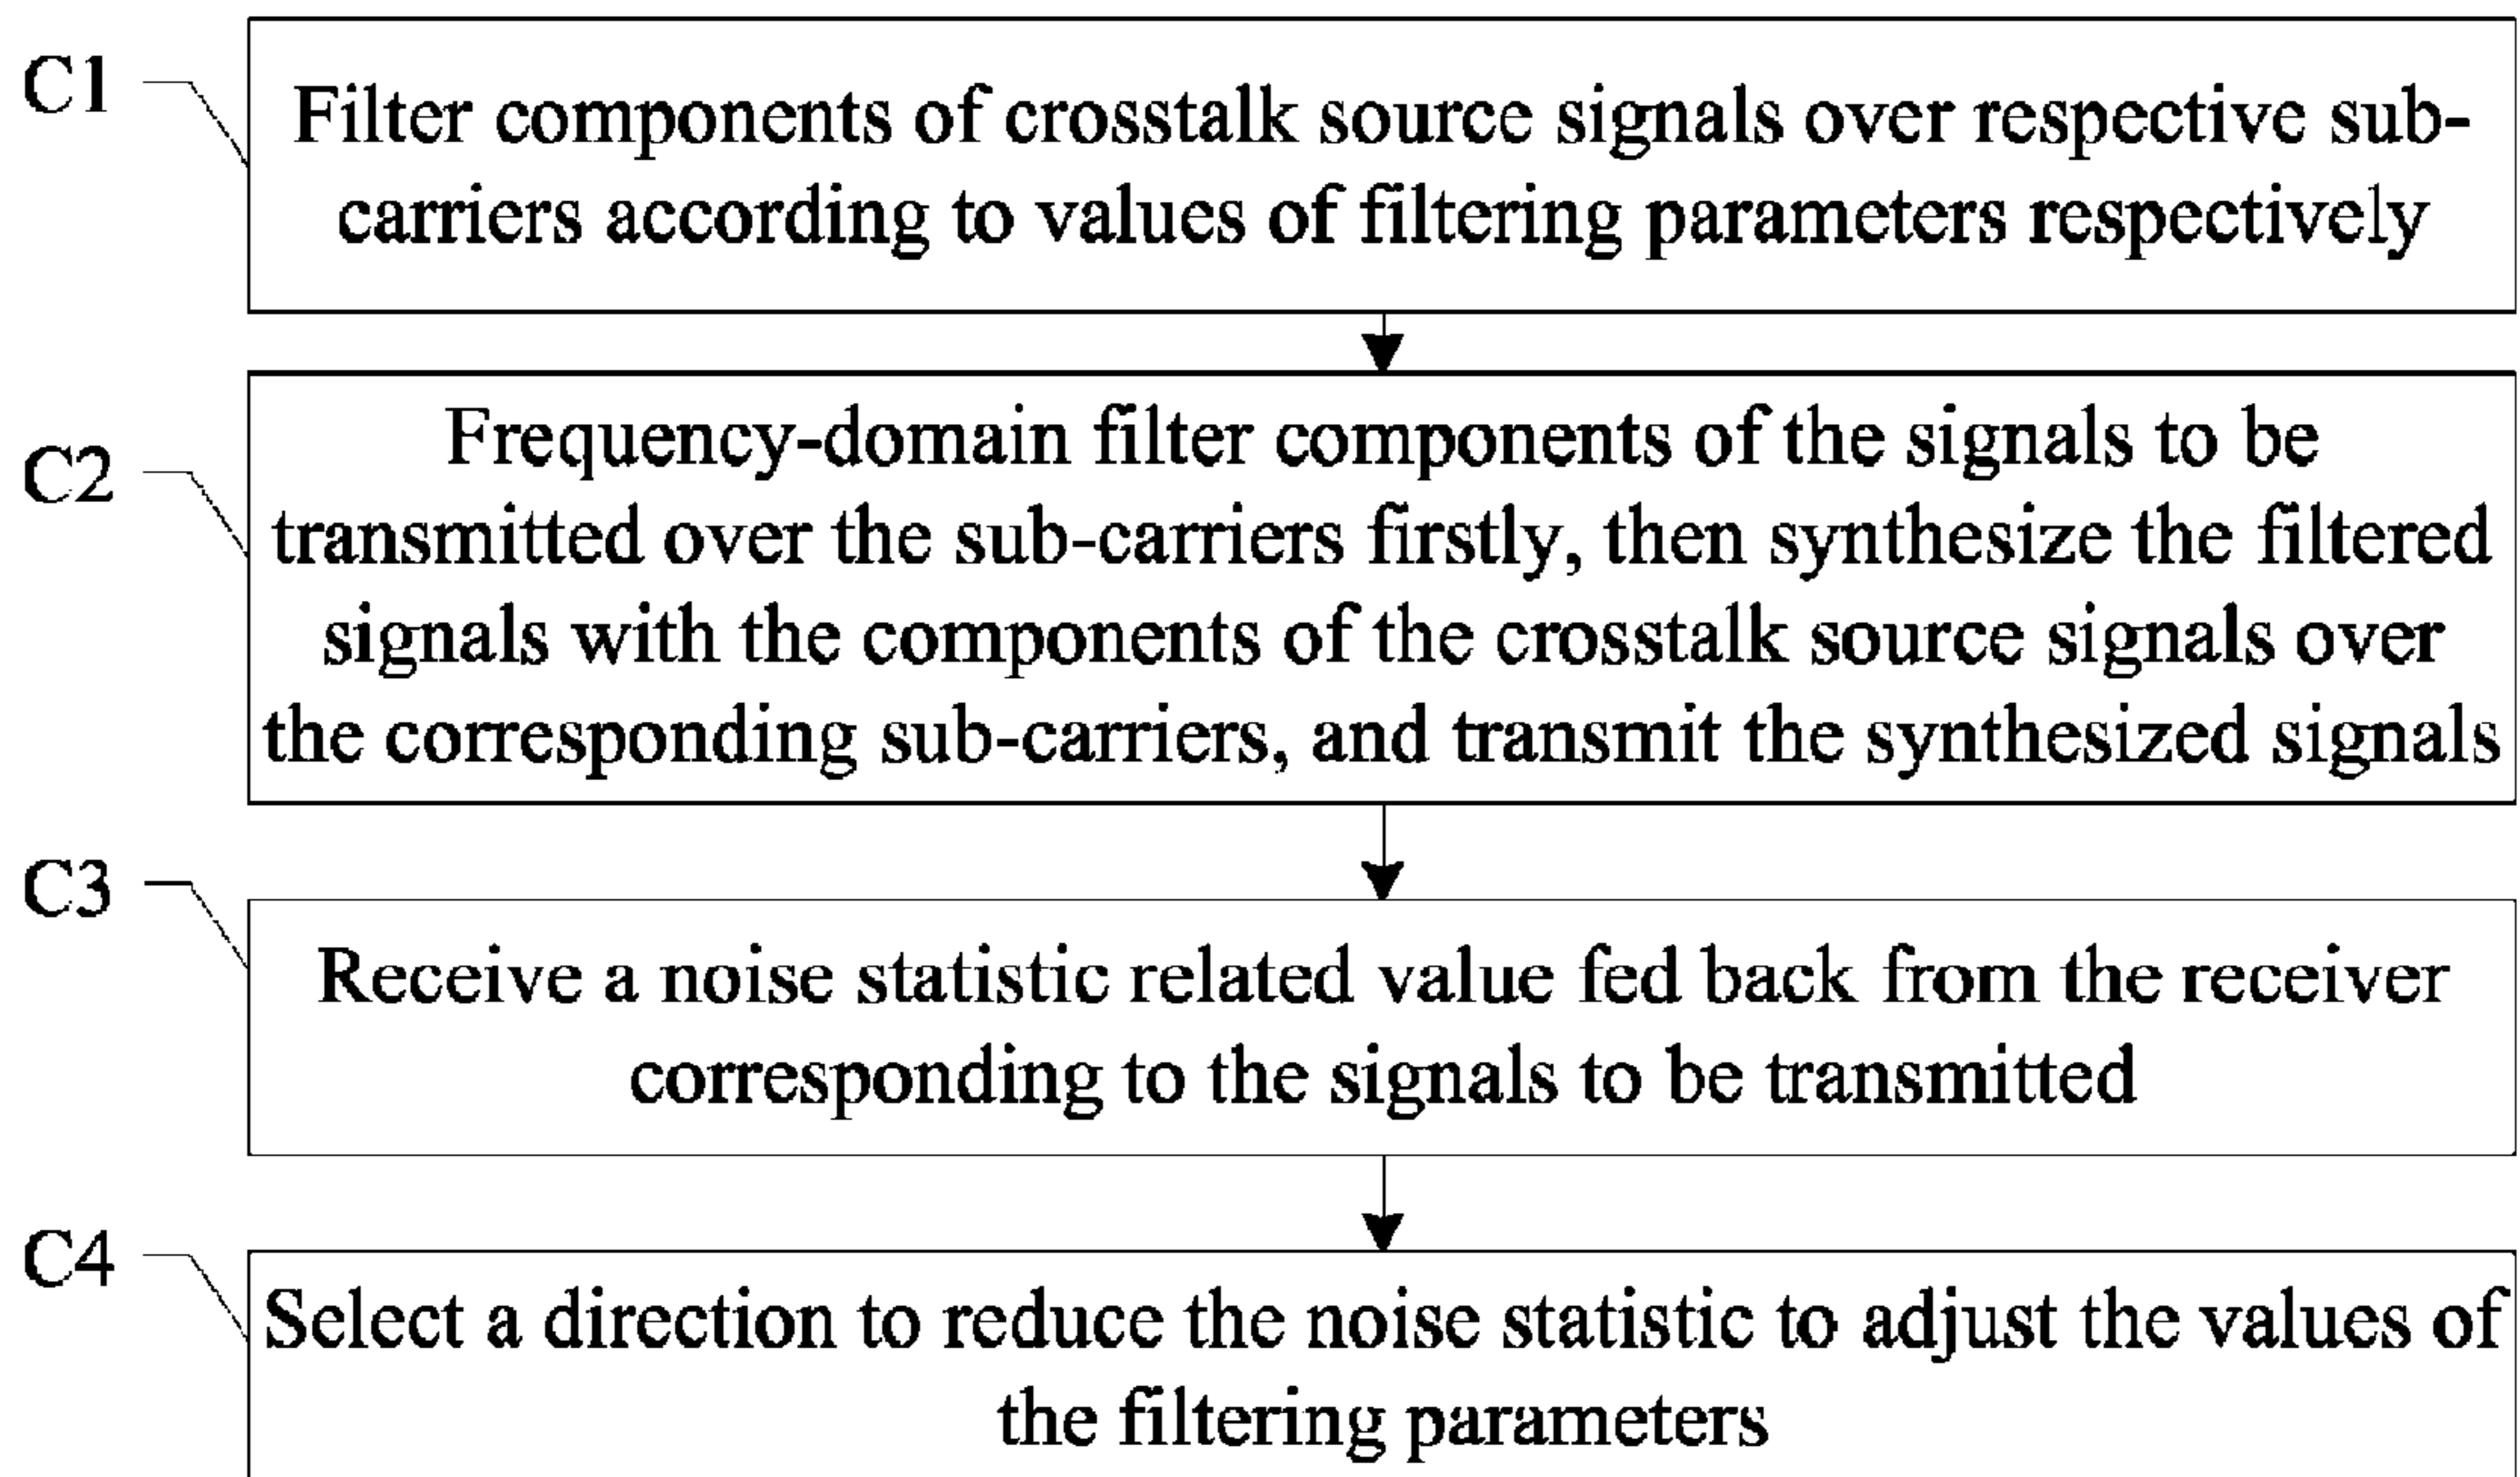 C1
Filter components of crosstalk source signals over respective sub-
carriers according to values of filtering parameters respectively
C2
Frequency-domain filter components of the signals to be
transmitted over the sub-carriers firstly, then synthesize the filtered
signals with the components of the crosstalk source signals over
the corresponding sub-carriers, and transmit the synthesized signals
C3
Receive a noise statistic related value fed back from the receiver
corresponding to the signals to be transmitted
C4
Select a direction to reduce the noise statistic to adjust the values of
the filtering parameters